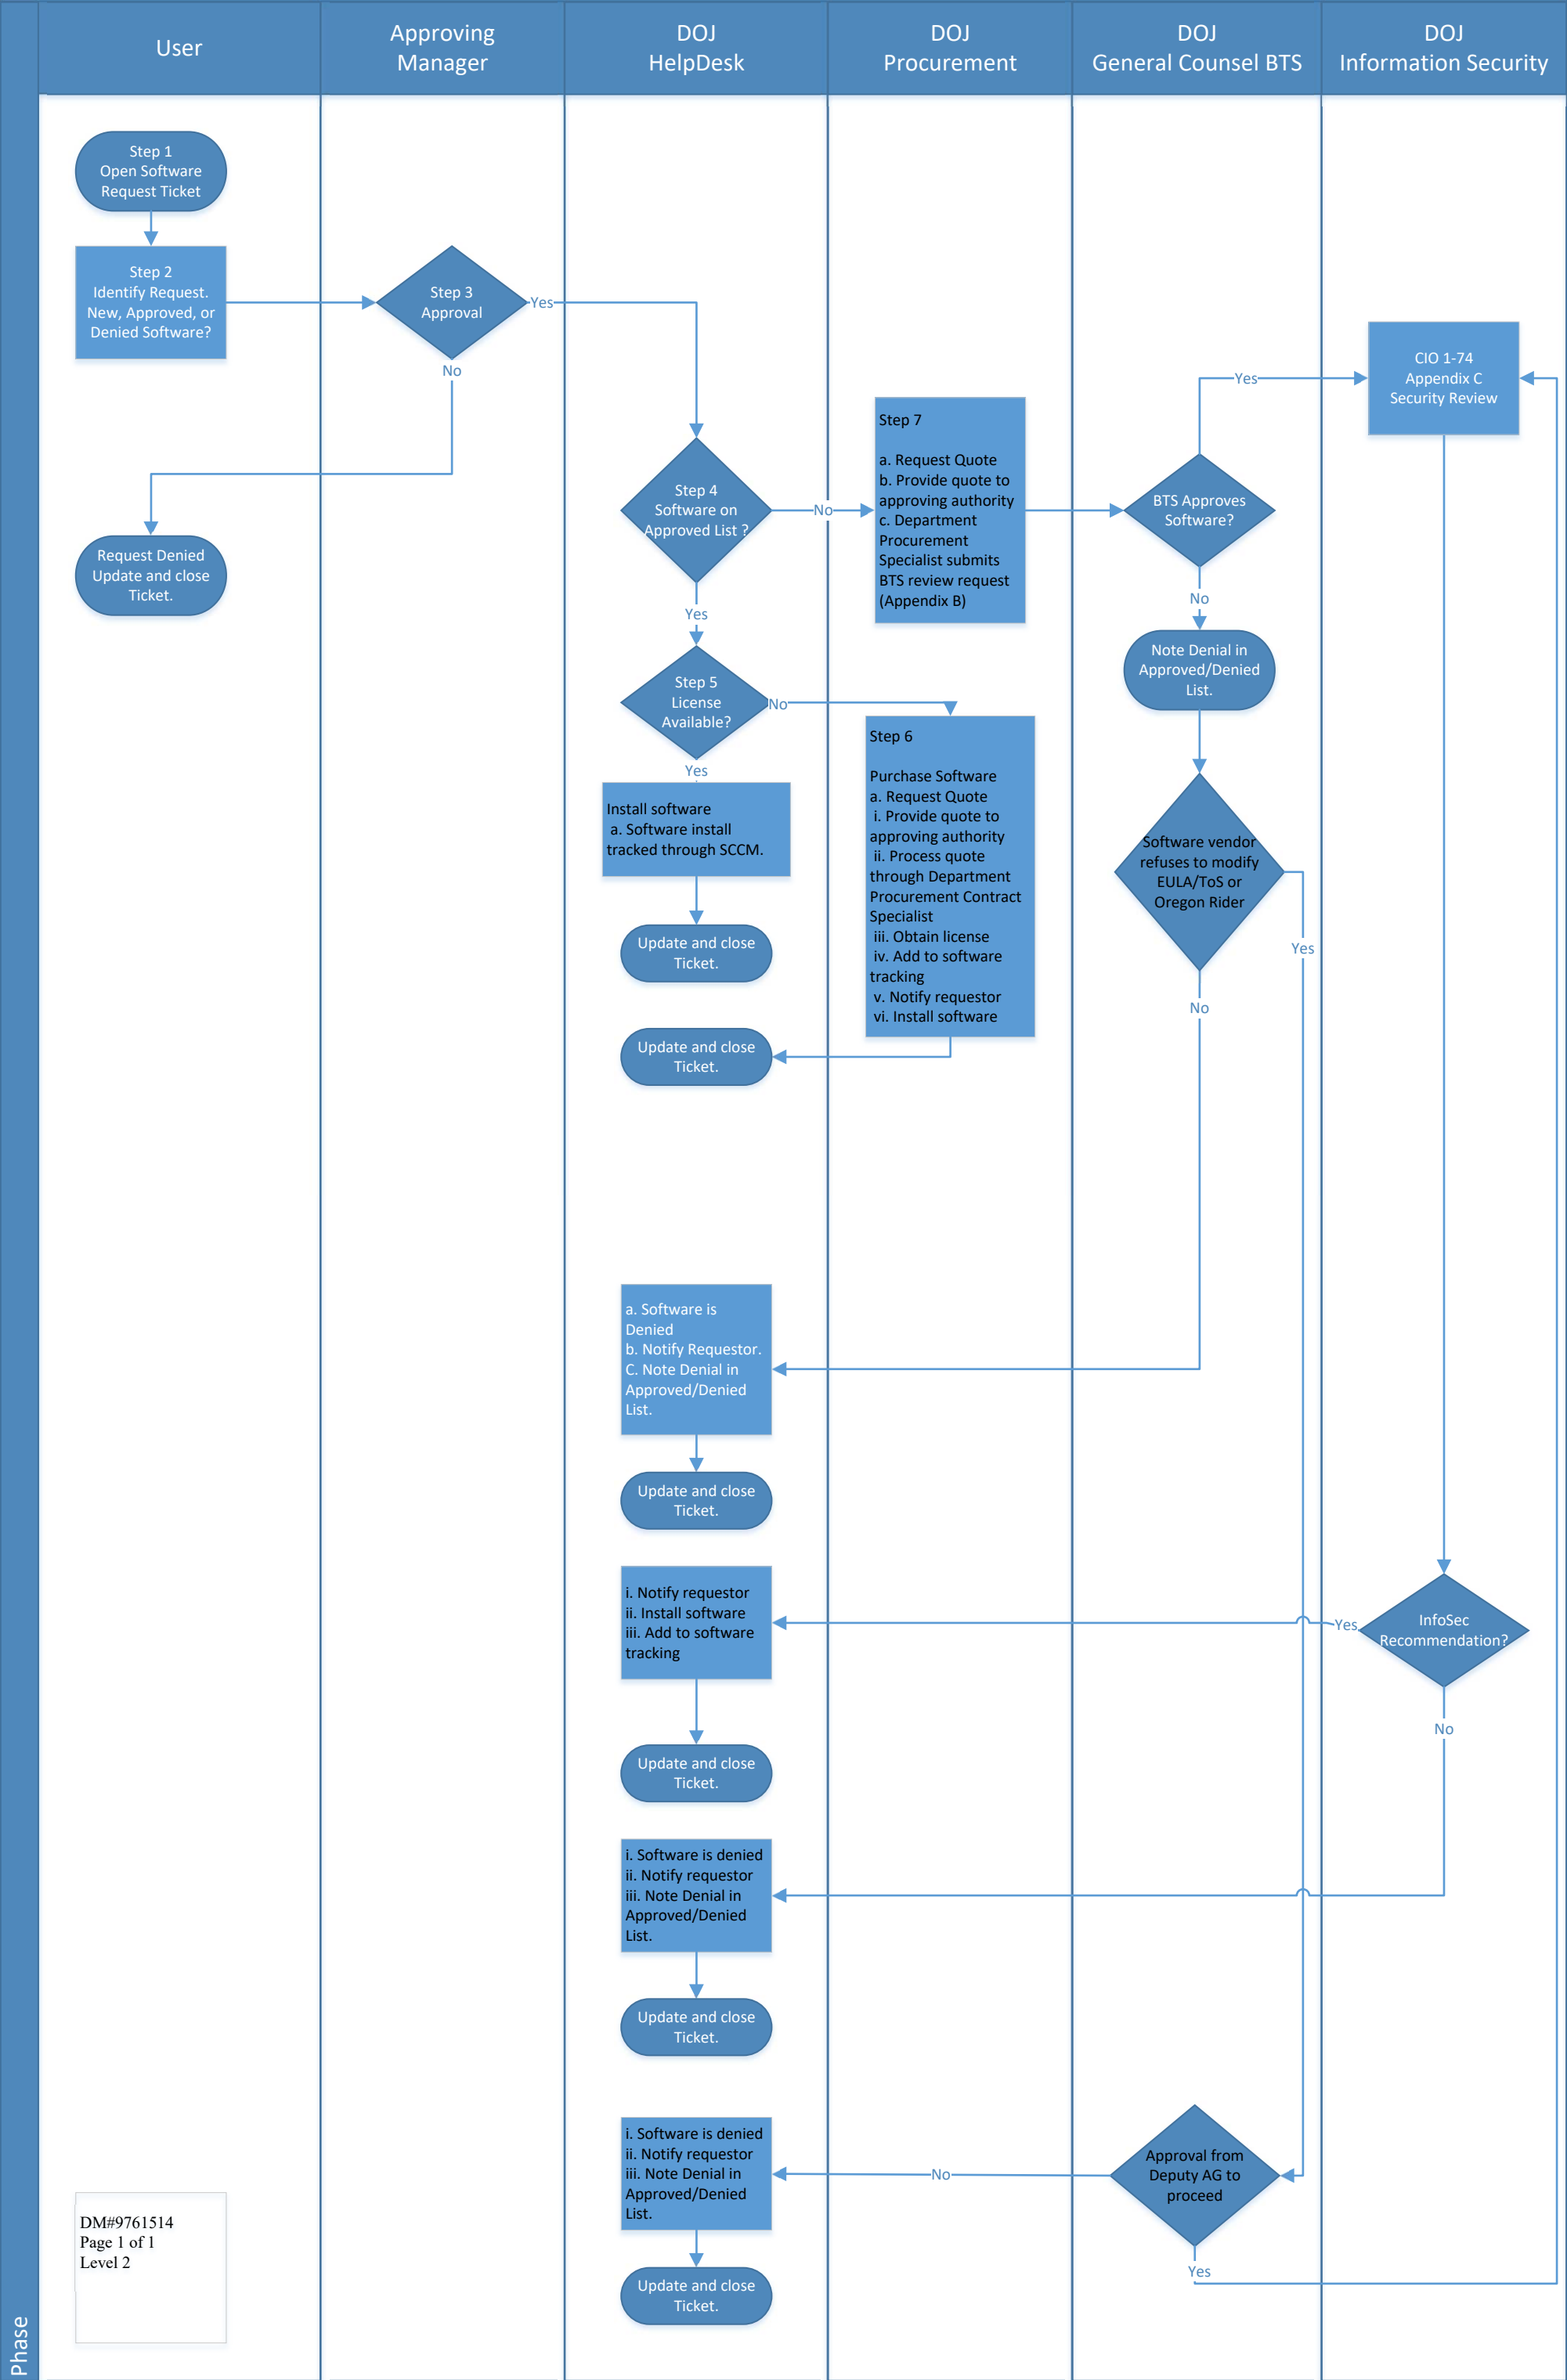 User
Approving
Manager
DOJ
HelpDesk
DOJ
Procurement
DOJ
General Counsel BTS
DOJ
Information Security
Step 1
Open Software
Request Ticket
Step 2
Identify Request.
New, Approved, or
Denied Software?
Step 3
Approval
Yes
No
Request Denied
Update and close
Ticket.
Step 4
Software on
Approved List ?
No
Yes
Step 5
License
Available?
No
Yes
Install software
a. Software install
tracked through SCCM.
Update and close
Ticket.
Update and close
Ticket.
Step 7
a. Request Quote
b. Provide quote to
approving authority
c. Department
Procurement
Specialist submits
BTS review request
(Appendix B)
Step 6
Purchase Software
a. Request Quote
i. Provide quote to
approving authority
ii. Process quote
through Department
Procurement Contract
Specialist
iii. Obtain license
iv. Add to software
tracking
v. Notify requestor
vi. Install software
BTS Approves
Software?
Yes
No
CIO 1-74
Appendix C
Security Review
Note Denial in
Approved/Denied
List.
Software vendor
refuses to modify
EULA/ToS or
Oregon Rider
Yes
No
a. Software is
Denied
b. Notify Requestor.
C. Note Denial in
Approved/Denied
List.
Update and close
Ticket.
i. Notify requestor
ii. Install software
iii. Add to software
tracking
Yes
InfoSec
Recommendation?
No
Update and close
Ticket.
i. Software is denied
ii. Notify requestor
iii. Note Denial in
Approved/Denied
List.
Update and close
Ticket.
i. Software is denied
ii. Notify requestor
iii. Note Denial in
Approved/Denied
List.
No
Approval from
Deputy AG to
proceed
Yes
Update and close
Ticket.
DM#9761514
Page 1 of 1
Level 2
Phase